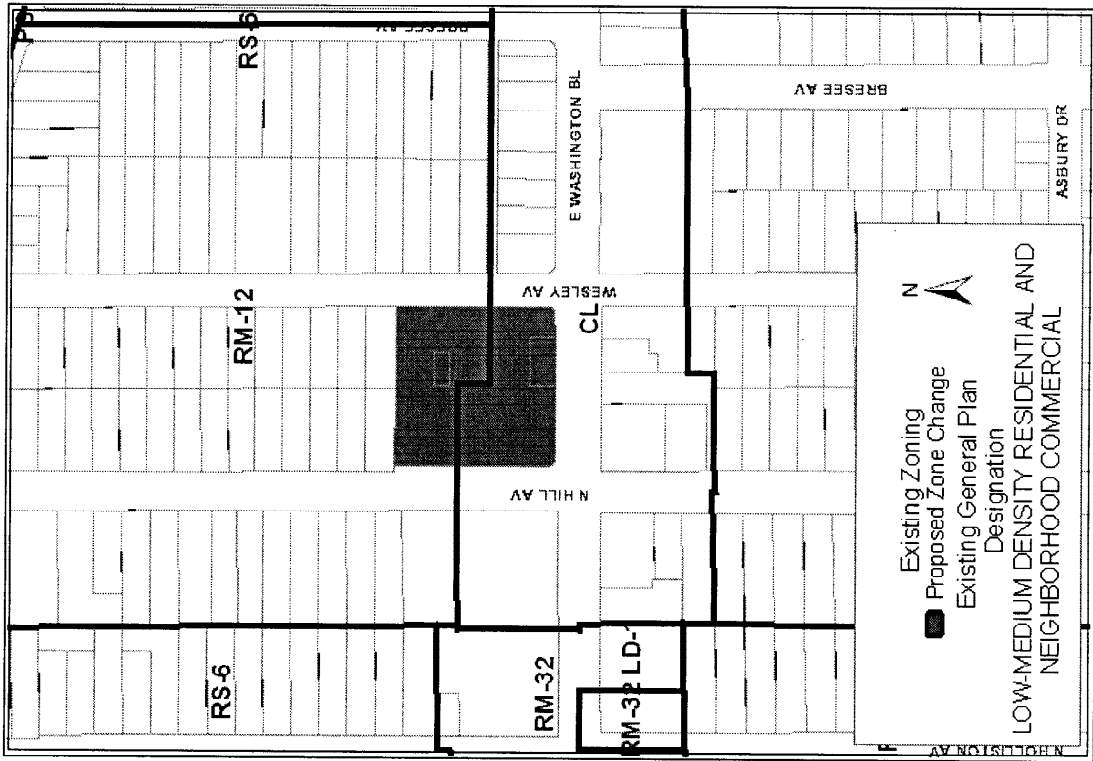 RS-6
E WASHINGTON BL
BRESEE AV
ASBURY DR
RM-12
WESLEY AV
CL
N HILL AV
RS-6
RM-32
RM-32 LD-
N HOLLISTON AV
N
Existing Zoning
Proposed Zone Change
Existing General Plan
Designation
LOW-MEDIUM DENSITY RESIDENTIAL AND
NEIGHBORHOOD COMMERCIAL